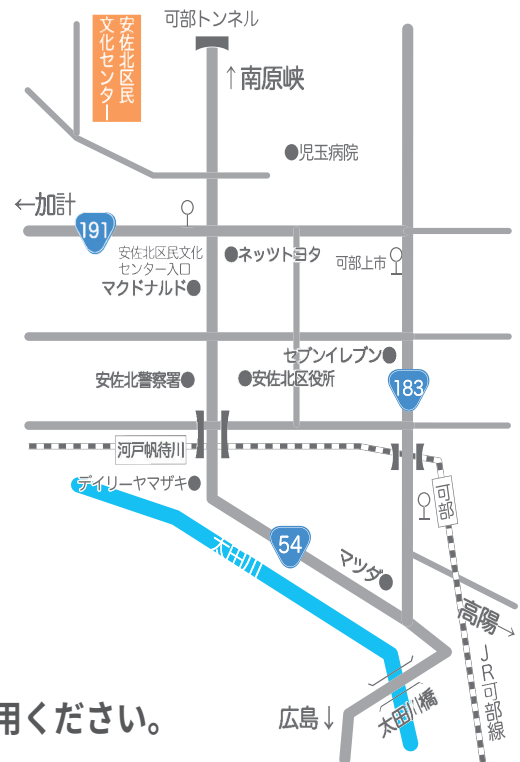 可部トンネル
安佐北区民
文化センター
↑南原峡
児玉病院
←加計
191
安佐北区民文化
センター入口
ネッツトヨタ
可部上市
マクドナルド
セブンイレブン
安佐北警察署
安佐北区役所
183
河戸帆待川
デイリーヤマザキ
可部
太田川
54
マツダ
高陽→
JR可部線
広島↓
太田川橋
用ください。